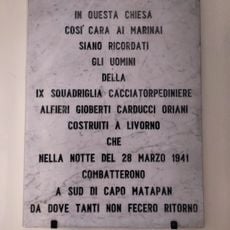 IN QUESTA CHIESA
COSÍ CARA AI MARINAI
SIANO RICORDATI
GLI UOMINI
DELLA
IX SQUADRIGLIA CACCIATORPEDINIERE
ALFIERI GIOBERTI CARDUCCI ORIANI
COSTRUITI A LIVORNO
CHE
NELLA NOTTE DEL 28 MARZO 1941
COMBATTERONO
A SUD DI CAPO MATAPAN
DA DOVE TANTI NON FECERO RITORNO